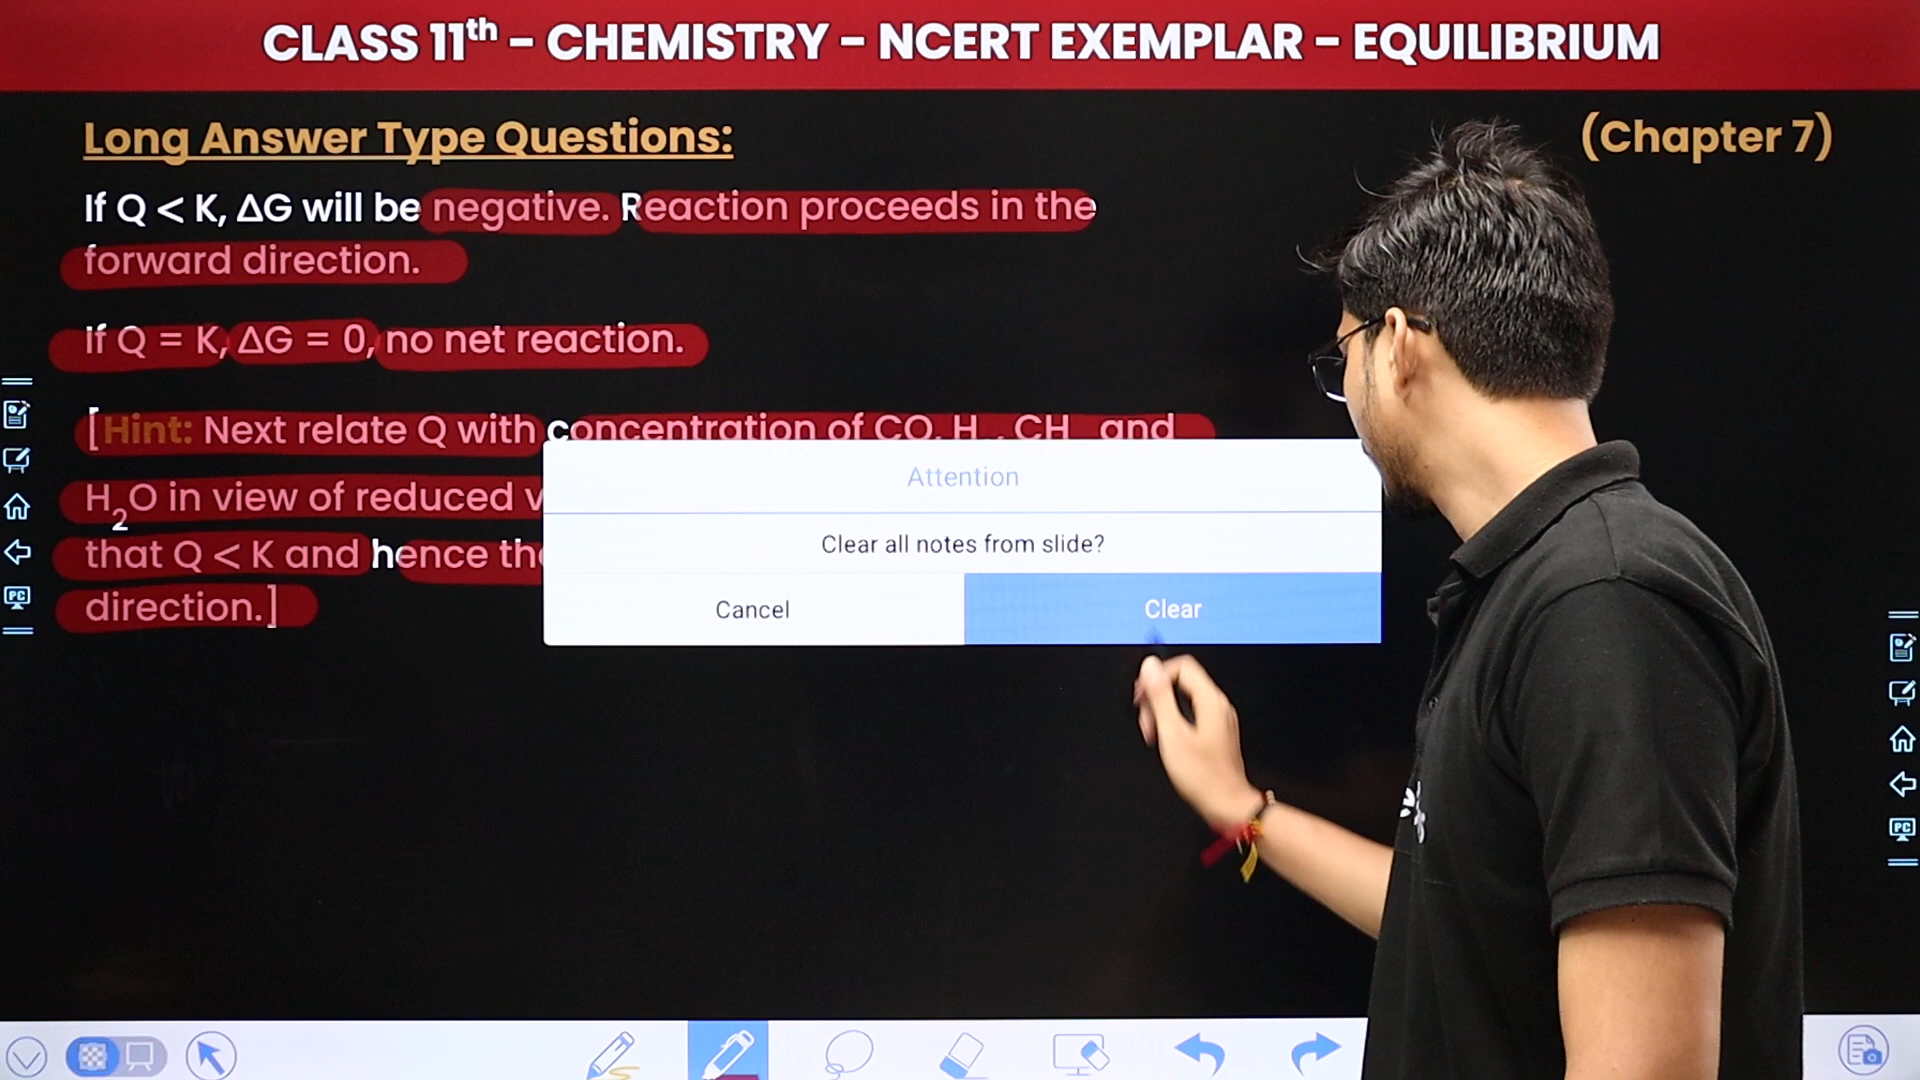 CLASS 11th - CHEMISTRY - NCERT EXEMPLAR - EQUILIBRIUM
Long Answer Type Questions:
(Chapter 7)
If Q < K, ΔG will be negative. Reaction proceeds in the
forward direction.
If Q = K, ΔG = 0, no net reaction.
[Hint: Next relate Q with concentration of CO, H , CH and
H2O in view of reduced
that Q < K and hence
direction.]
Attention
Clear all notes from slide?
Cancel
Clear
PC
PC